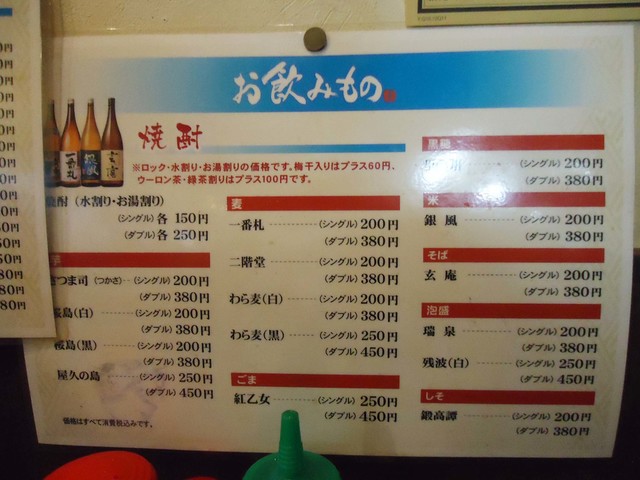 お飲みもの
焼酎
※ロック・水割り・お湯割りの価格です。梅干入りはプラス60円、
ウーロン茶・緑茶割りはプラス100円です。
焼酎（水割り・お湯割り）
（シングル）各 150円
（ダブル）各 250円
芋
さつま司（つかさ）（シングル）200円
（ダブル）380円
桜島（白）（シングル）200円
（ダブル）380円
桜島（黒）（シングル）200円
（ダブル）380円
屋久の島（シングル）250円
（ダブル）450円
価格はすべて消費税込みです。
麦
一番札（シングル）200円
（ダブル）380円
二階堂（シングル）200円
（ダブル）380円
わら麦（白）（シングル）200円
（ダブル）380円
わら麦（黒）（シングル）250円
（ダブル）450円
ごま
紅乙女（シングル）250円
（ダブル）450円
黒糖
（シングル）200円
（ダブル）380円
米
銀風（シングル）200円
（ダブル）380円
そば
玄庵（シングル）200円
（ダブル）380円
泡盛
瑞泉（シングル）200円
（ダブル）380円
残波（白）（シングル）250円
（ダブル）450円
しそ
鍛高譚（シングル）200円
（ダブル）380円